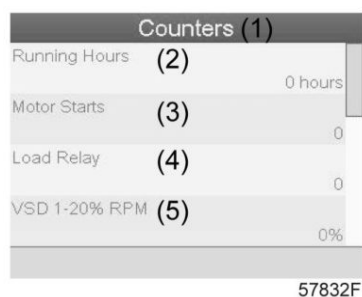 Counters (1)
Running Hours (2)
0 hours
Motor Starts (3)
0
Load Relay (4)
0
VSD 1-20% RPM (5)
0%
57832F